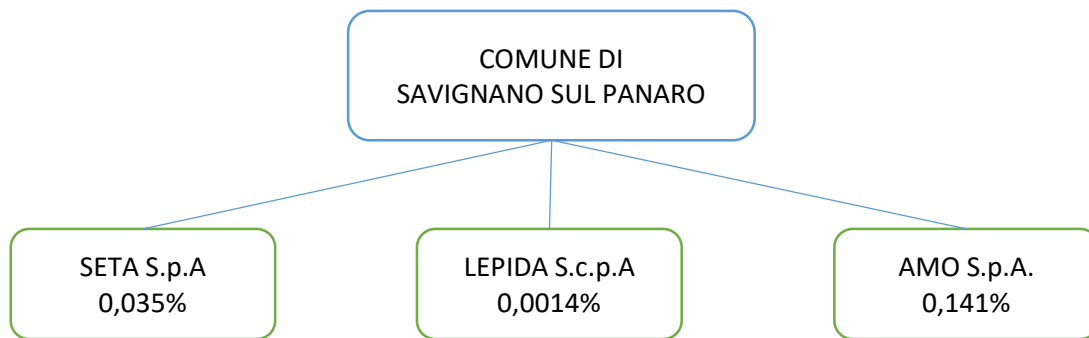 COMUNE DI
SAVIGNANO SUL PANARO
SETA S.p.A
0,035%
LEPIDA S.c.p.A
0,0014%
AMO S.p.A.
0,141%